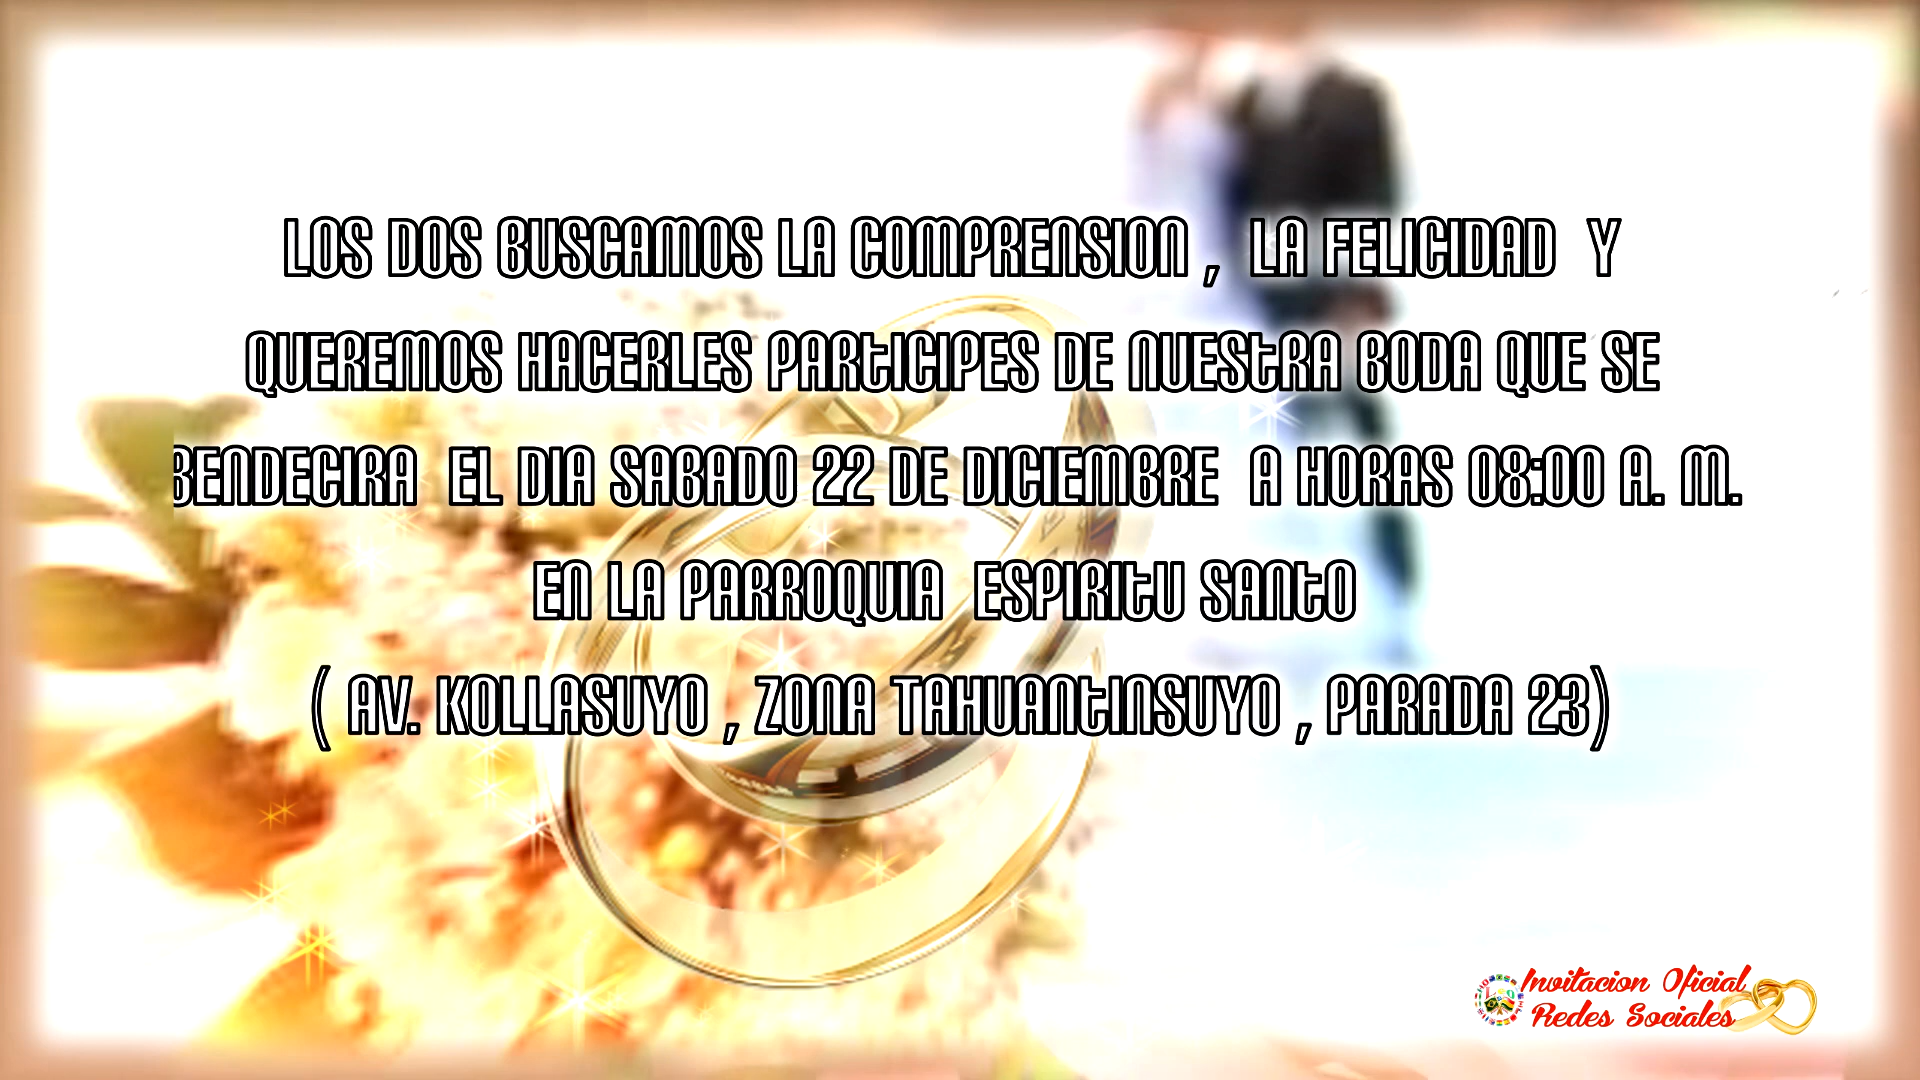 LOS DOS BUSCAMOS LA COMPRENSION , LA FELICIDAD Y
QUEREMOS HACERLES PARTICIPES DE NUESTRA BODA QUE SE
BENDECIRA EL DIA SABADO 22 DE DICIEMBRE A HORAS 08:00 A. M.
EN LA PARROQUIA ESPIRITU SANTO
( AV. KOLLASUYO , ZONA TAHUANTINSUYO , PARADA 23)
Invitacion Oficial
Redes Sociales